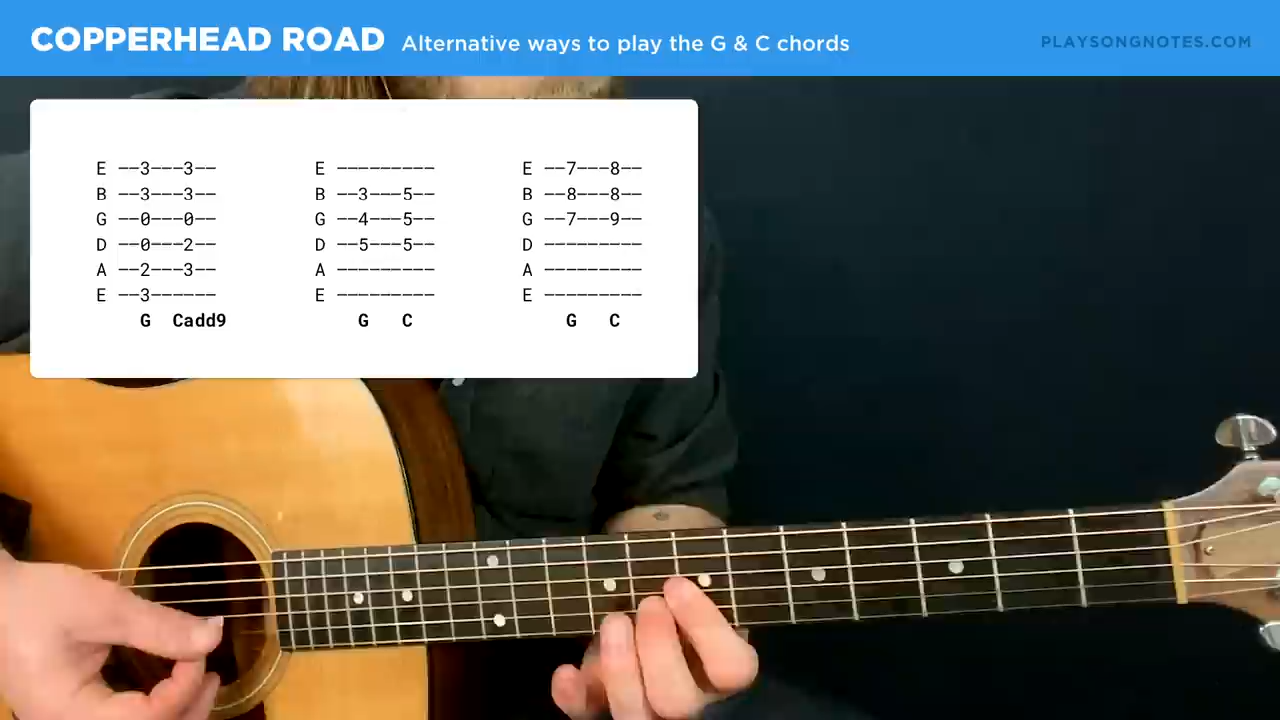 COPPERHEAD ROAD Alternative ways to play the G & C chords PLAYSONGNOTES.COM
E --3---3-- E --------- E --7---8--
B --3---3-- B --3---5-- B --8---8--
G --0---0-- G --4---5-- G --7---9--
D --0---2-- D --5---5-- D ---------
A --2---3-- A --------- A ---------
E --3------ E --------- E ---------
G Cadd9 G C G C